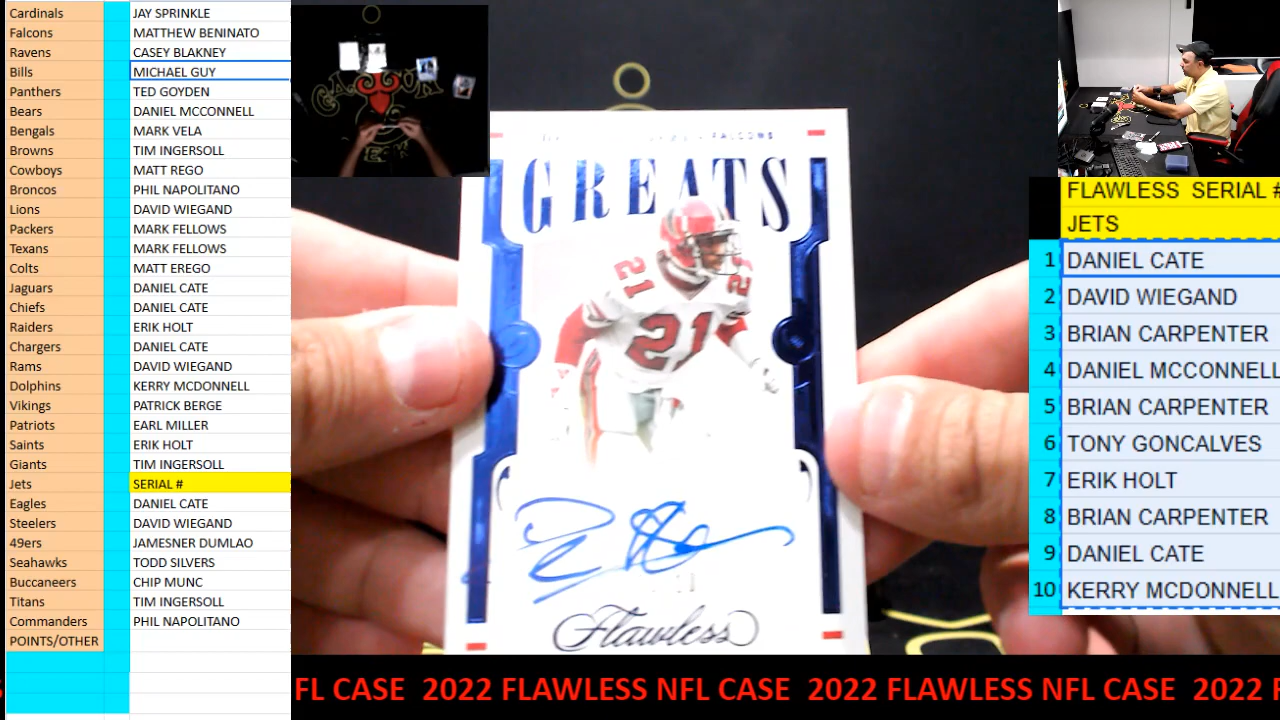 Cardinals JAY SPRINKLE
Falcons MATTHEW BENINATO
Ravens CASEY BLAKNEY
Bills MICHAEL GUY
Panthers TED GOYDEN
Bears DANIEL MCCONNELL
Bengals MARK VELA
Browns TIM INGERSOLL
Cowboys MATT REGO
Broncos PHIL NAPOLITANO
Lions DAVID WIEGAND
Packers MARK FELLOWS
Texans MARK FELLOWS
Colts MATT EREGO
Jaguars DANIEL CATE
Chiefs DANIEL CATE
Raiders ERIK HOLT
Chargers DANIEL CATE
Rams DAVID WIEGAND
Dolphins KERRY MCDONNELL
Vikings PATRICK BERGE
Patriots EARL MILLER
Saints ERIK HOLT
Giants TIM INGERSOLL
Jets SERIAL #
Eagles DANIEL CATE
Steelers DAVID WIEGAND
49ers JAMESNER DUMLAO
Seahawks TODD SILVERS
Buccaneers CHIP MUNC
Titans TIM INGERSOLL
Commanders PHIL NAPOLITANO
POINTS/OTHER
FALCONS
GREATS
21
21
Flawless
FLAWLESS SERIAL #
JETS
1 DANIEL CATE
2 DAVID WIEGAND
3 BRIAN CARPENTER
4 DANIEL MCCONNELL
5 BRIAN CARPENTER
6 TONY GONCALVES
7 ERIK HOLT
8 BRIAN CARPENTER
9 DANIEL CATE
10 KERRY MCDONNELL
FL CASE 2022 FLAWLESS NFL CASE 2022 FLAWLESS NFL CASE 2022 F